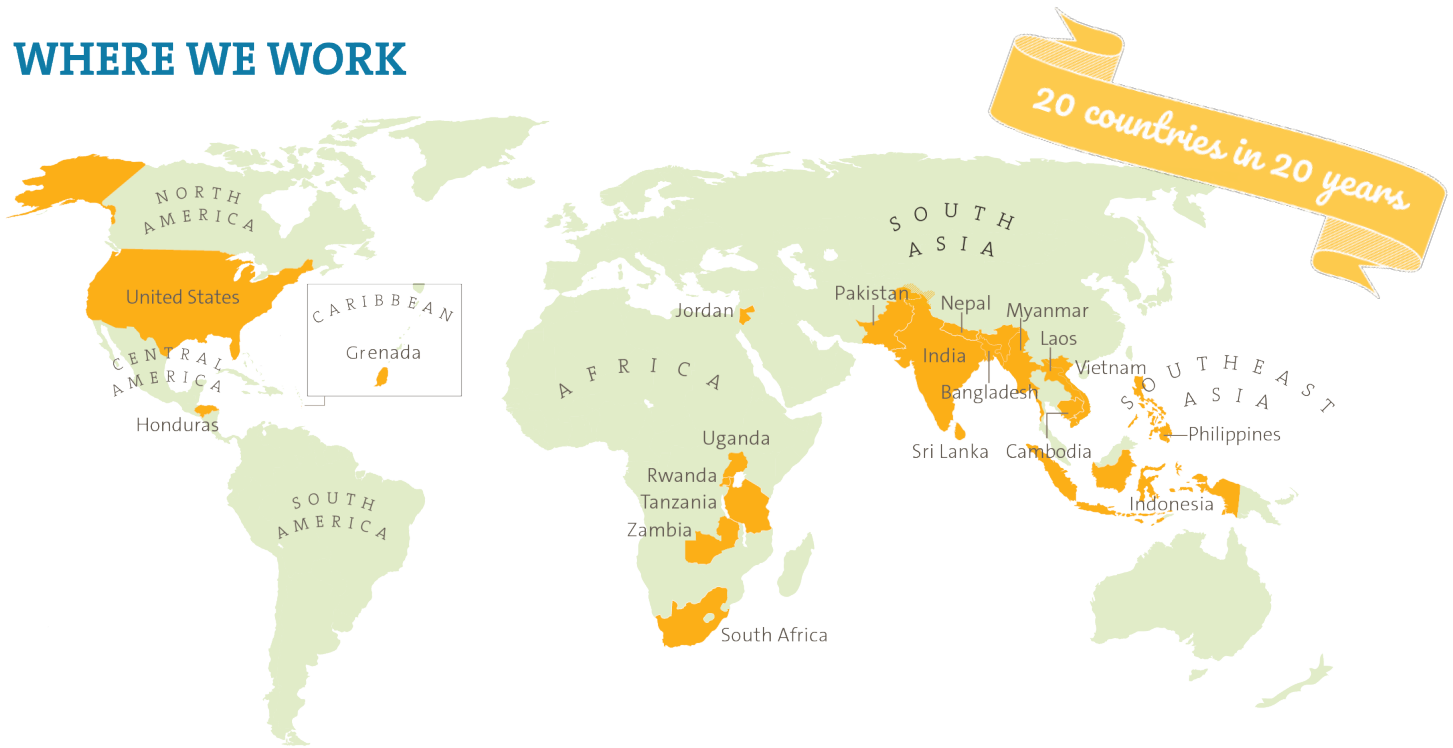 WHERE WE WORK
20 countries in 20 years
NORTH
AMERICA
SOUTH
ASIA
United States
CARIBBEAN
Grenada
CENTRAL
AMERICA
Honduras
SOUTH
AMERICA
Jordan
AFRICA
Uganda
Rwanda
Tanzania
Zambia
South Africa
Pakistan
Nepal
Myanmar
Laos
India
Vietnam
Bangladesh
SOUTHEAST
ASIA
Sri Lanka
Cambodia
Philippines
Indonesia